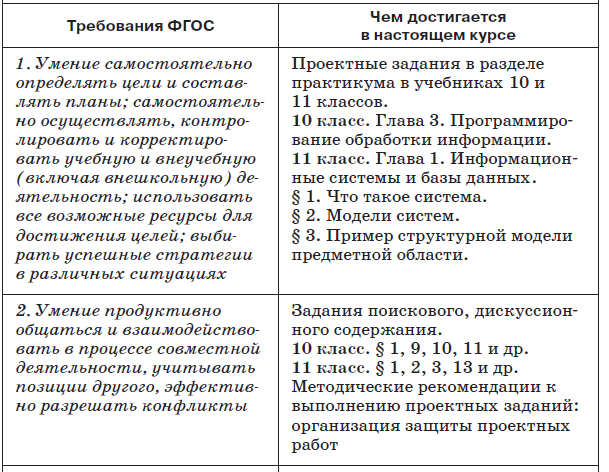 Требования ФГОС
Чем достигается
в настоящем курсе
1. Умение самостоятельно
определять цели и состав-
лять планы; самостоятель-
но осуществлять, контро-
лировать и корректиро-
вать учебную и внеучебную
(включая внешкольную) де-
ятельность; использовать
все возможные ресурсы для
достижения целей; выби-
рать успешные стратегии
в различных ситуациях
Проектные задания в разделе
практикума в учебниках 10 и
11 классов.
10 класс. Глава 3. Программиро-
вание обработки информации.
11 класс. Глава 1. Информацион-
ные системы и базы данных.
§ 1. Что такое система.
§ 2. Модели систем.
§ 3. Пример структурной модели
предметной области.
2. Умение продуктивно
общаться и взаимодейство-
вать в процессе совместной
деятельности, учитывать
позиции другого, эффектив-
но разрешать конфликты
Задания поискового, дискуссион-
ного содержания.
10 класс. § 1, 9, 10, 11 и др.
11 класс. § 1, 2, 3, 13 и др.
Методические рекомендации к
выполнению проектных заданий:
организация защиты проектных
работ